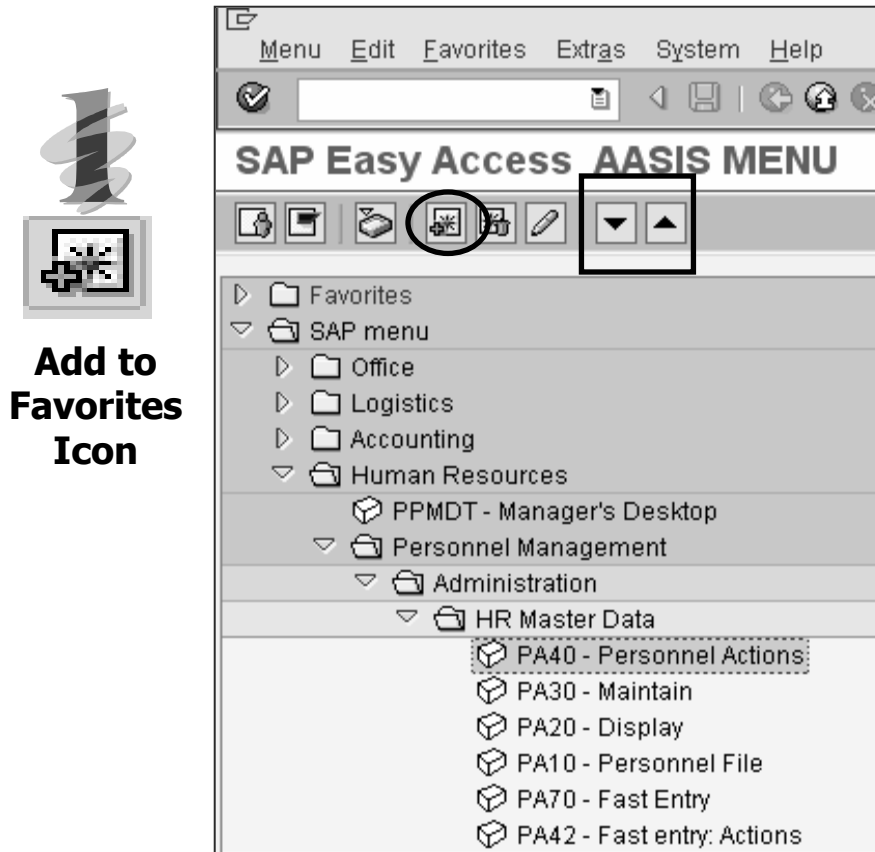 Menu Edit Favorites Extras System Help
SAP Easy Access AASIS MENU
Add to
Favorites
Icon
Favorites
SAP menu
Office
Logistics
Accounting
Human Resources
PPMDT - Manager's Desktop
Personnel Management
Administration
HR Master Data
PA40 - Personnel Actions
PA30 - Maintain
PA20 - Display
PA10 - Personnel File
PA70 - Fast Entry
PA42 - Fast entry: Actions